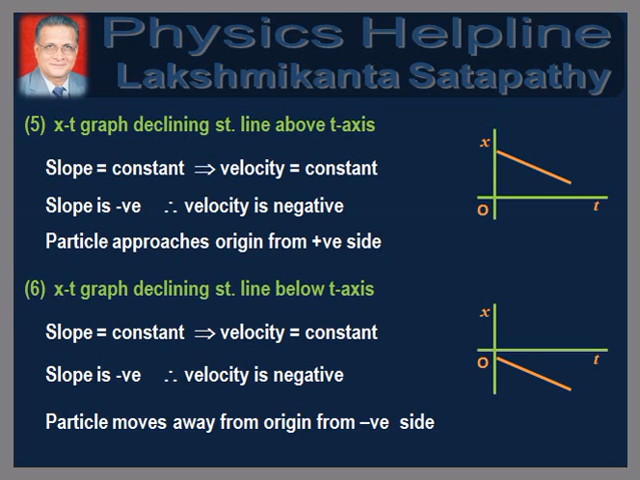 Physics Helpline
Lakshmikanta Satapathy
(5) x-t graph declining st. line above t-axis
Slope = constant ⇒ velocity = constant
Slope is -ve ∴ velocity is negative
Particle approaches origin from +ve side
x
O
t
(6) x-t graph declining st. line below t-axis
Slope = constant ⇒ velocity = constant
Slope is -ve ∴ velocity is negative
Particle moves away from origin from –ve side
x
O
t